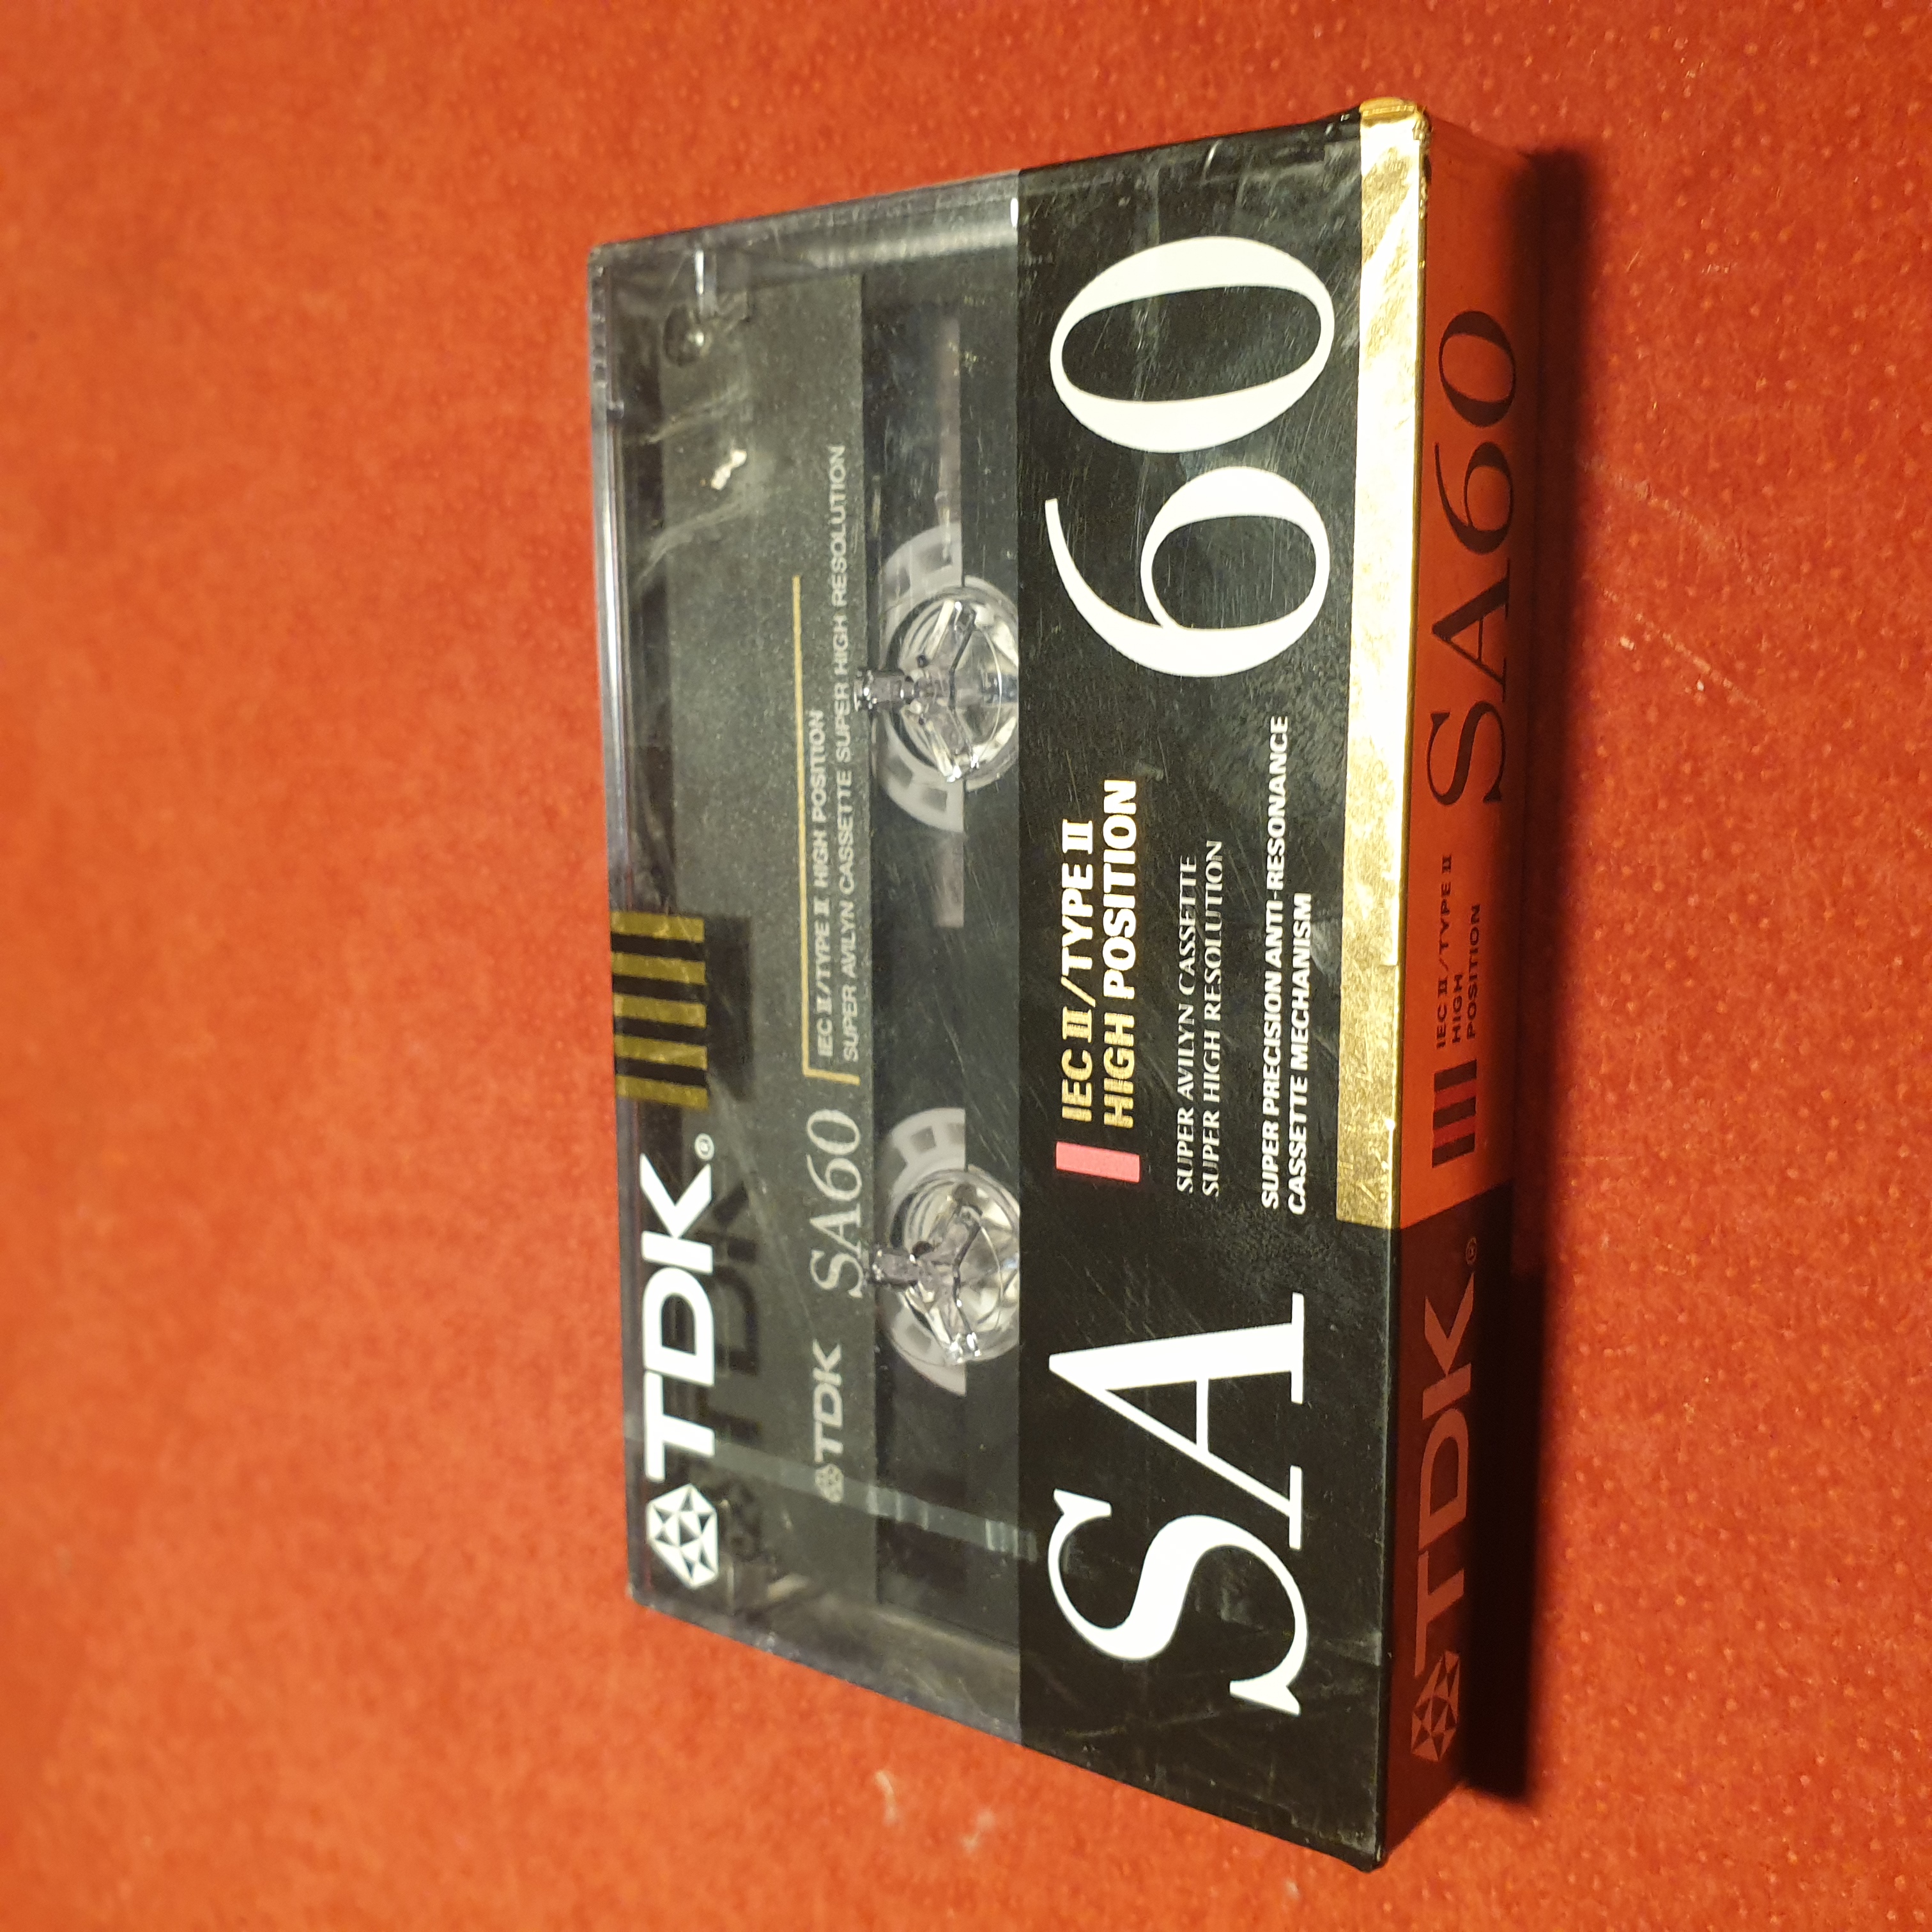 TDK®
TDK SA60
IEC II/TYPE II HIGH POSITION
SUPER AVILYN CASSETTE SUPER HIGH RESOLUTION
SA 60
IEC II/TYPE II
HIGH POSITION
SUPER AVILYN CASSETTE
SUPER HIGH RESOLUTION
SUPER PRECISION ANTI-RESONANCE
CASSETTE MECHANISM
TDK®
IEC II/TYPE II
HIGH
POSITION
SA60